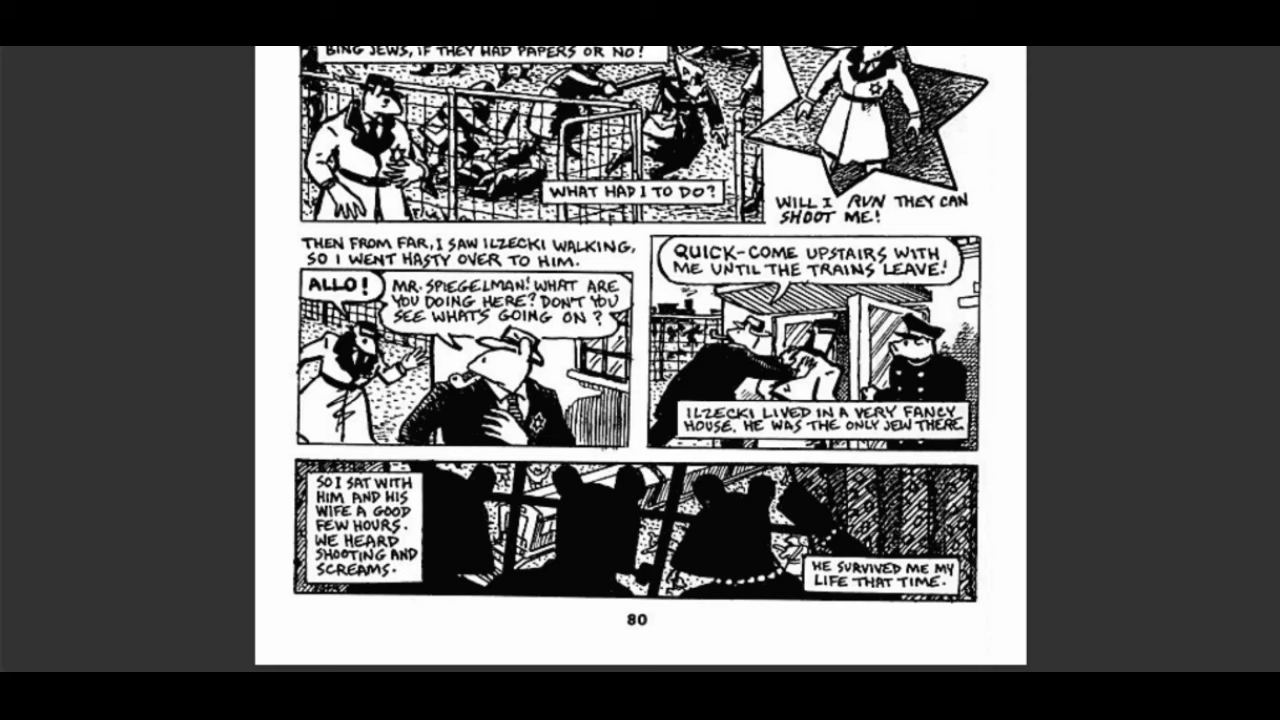 BING JEWS, IF THEY HAD PAPERS OR NO!
WHAT HAD I TO DO?
WILL I RUN THEY CAN
SHOOT ME!
THEN FROM FAR, I SAW ILZECKI WALKING,
SO I WENT HASTY OVER TO HIM.
ALLO!
MR. SPIEGELMAN! WHAT ARE
YOU DOING HERE? DON'T YOU
SEE WHAT'S GOING ON?
QUICK-COME UPSTAIRS WITH
ME UNTIL THE TRAINS LEAVE!
ILZECKI LIVED IN A VERY FANCY
HOUSE. HE WAS THE ONLY JEW THERE.
SO I SAT WITH
HIM AND HIS
WIFE A GOOD
FEW HOURS.
WE HEARD
SHOOTING AND
SCREAMS.
HE SURVIVED ME MY
LIFE THAT TIME.
80